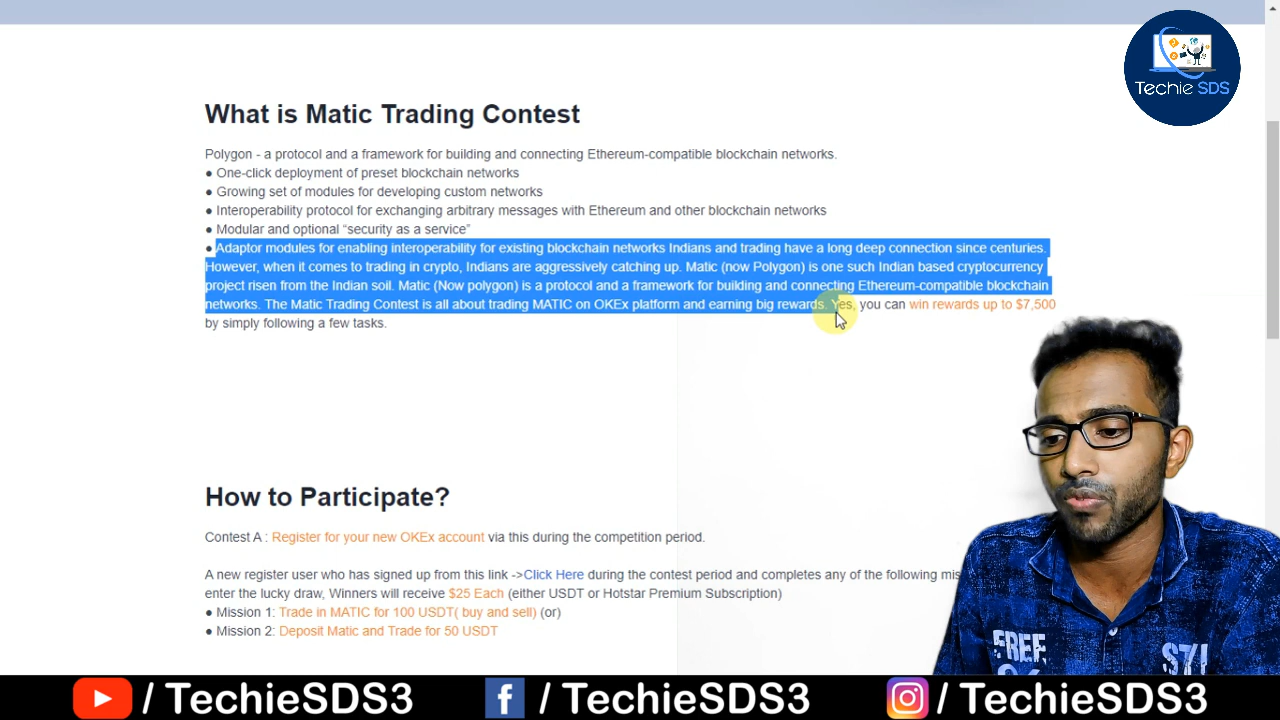 Techie SDS
What is Matic Trading Contest
Polygon - a protocol and a framework for building and connecting Ethereum-compatible blockchain networks.
● One-click deployment of preset blockchain networks
● Growing set of modules for developing custom networks
● Interoperability protocol for exchanging arbitrary messages with Ethereum and other blockchain networks
● Modular and optional “security as a service”
● Adaptor modules for enabling interoperability for existing blockchain networks Indians and trading have a long deep connection since centuries.
However, when it comes to trading in crypto, Indians are aggressively catching up. Matic (now Polygon) is one such Indian based cryptocurrency
project risen from the Indian soil. Matic (Now polygon) is a protocol and a framework for building and connecting Ethereum-compatible blockchain
networks. The Matic Trading Contest is all about trading MATIC on OKEx platform and earning big rewards. Yes, you can win rewards up to $7,500
by simply following a few tasks.
How to Participate?
Contest A : Register for your new OKEx account via this during the competition period.
A new register user who has signed up from this link ->Click Here during the contest period and completes any of the following
enter the lucky draw, Winners will receive $25 Each (either USDT or Hotstar Premium Subscription)
● Mission 1: Trade in MATIC for 100 USDT( buy and sell) (or)
● Mission 2: Deposit Matic and Trade for 50 USDT
FREE
/ TechieSDS3 / TechieSDS3 / TechieSDS3